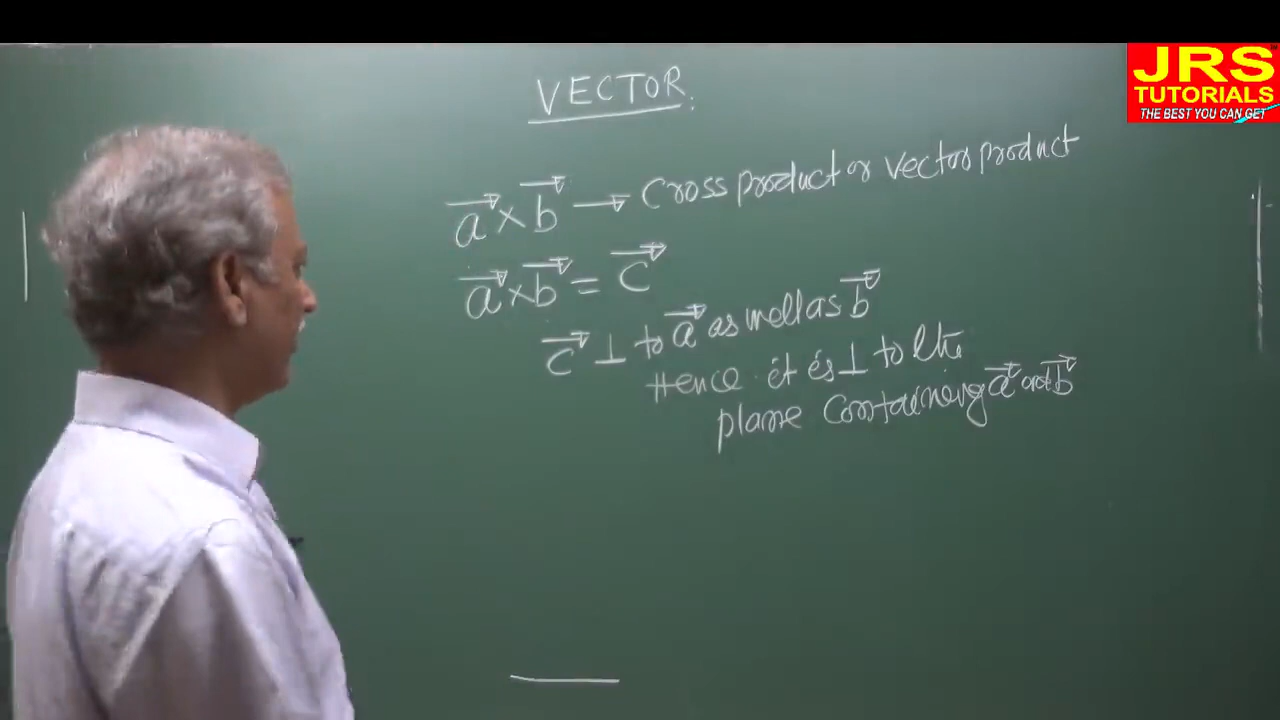 JRS
TUTORIALS
THE BEST YOU CAN GET
VECTOR:
a⃗ × b⃗ → Cross product or vector product
a⃗ × b⃗ = c⃗
c⃗ ⊥ to a⃗ as well as b⃗
Hence it is ⊥ to the
plane containing a⃗ and b⃗